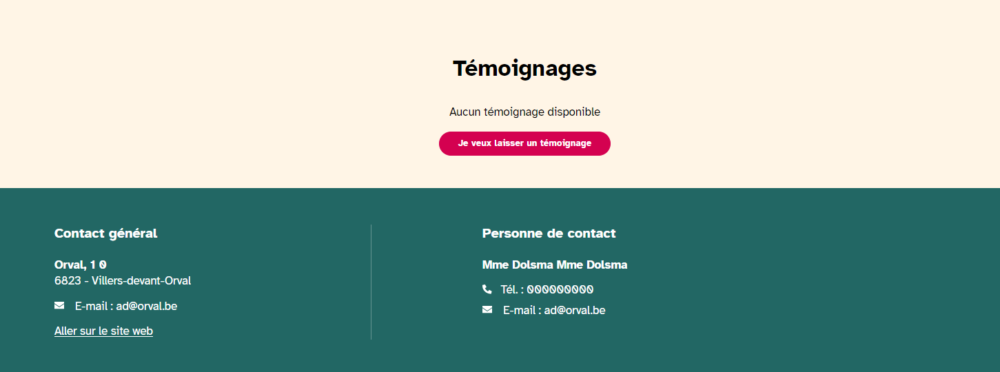 Témoignages
Aucun témoignage disponible
Je veux laisser un témoignage
Contact général
Orval, 1 0
6823 - Villers-devant-Orval
E-mail : ad@orval.be
Aller sur le site web
Personne de contact
Mme Dolsma Mme Dolsma
Tél. : 000000000
E-mail : ad@orval.be